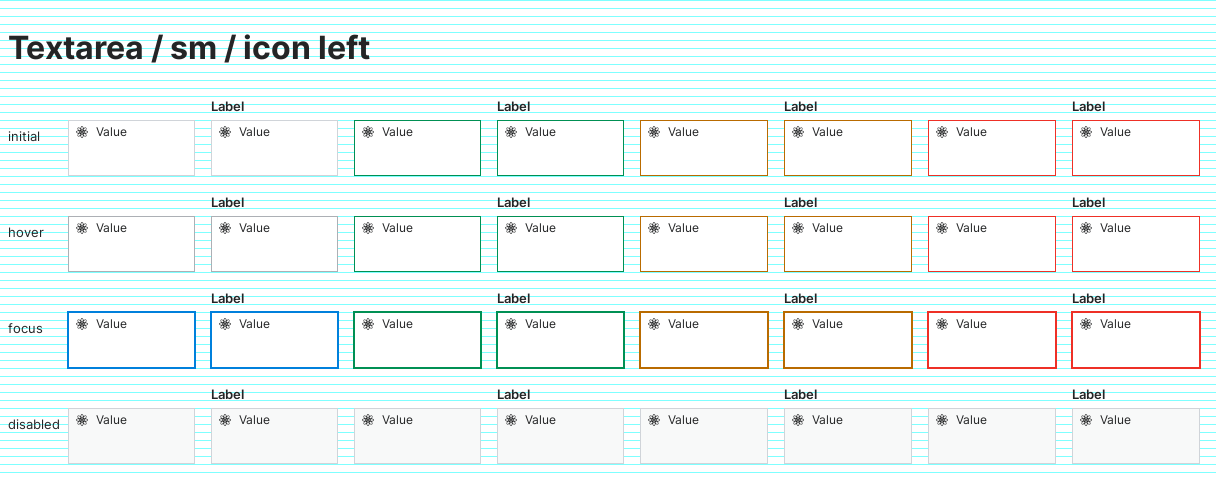 Textarea / sm / icon left
Label Label Label Label
initial Value Value Value Value Value Value Value Value
Label Label Label Label
hover Value Value Value Value Value Value Value Value
Label Label Label Label
focus Value Value Value Value Value Value Value Value
Label Label Label Label
disabled Value Value Value Value Value Value Value Value